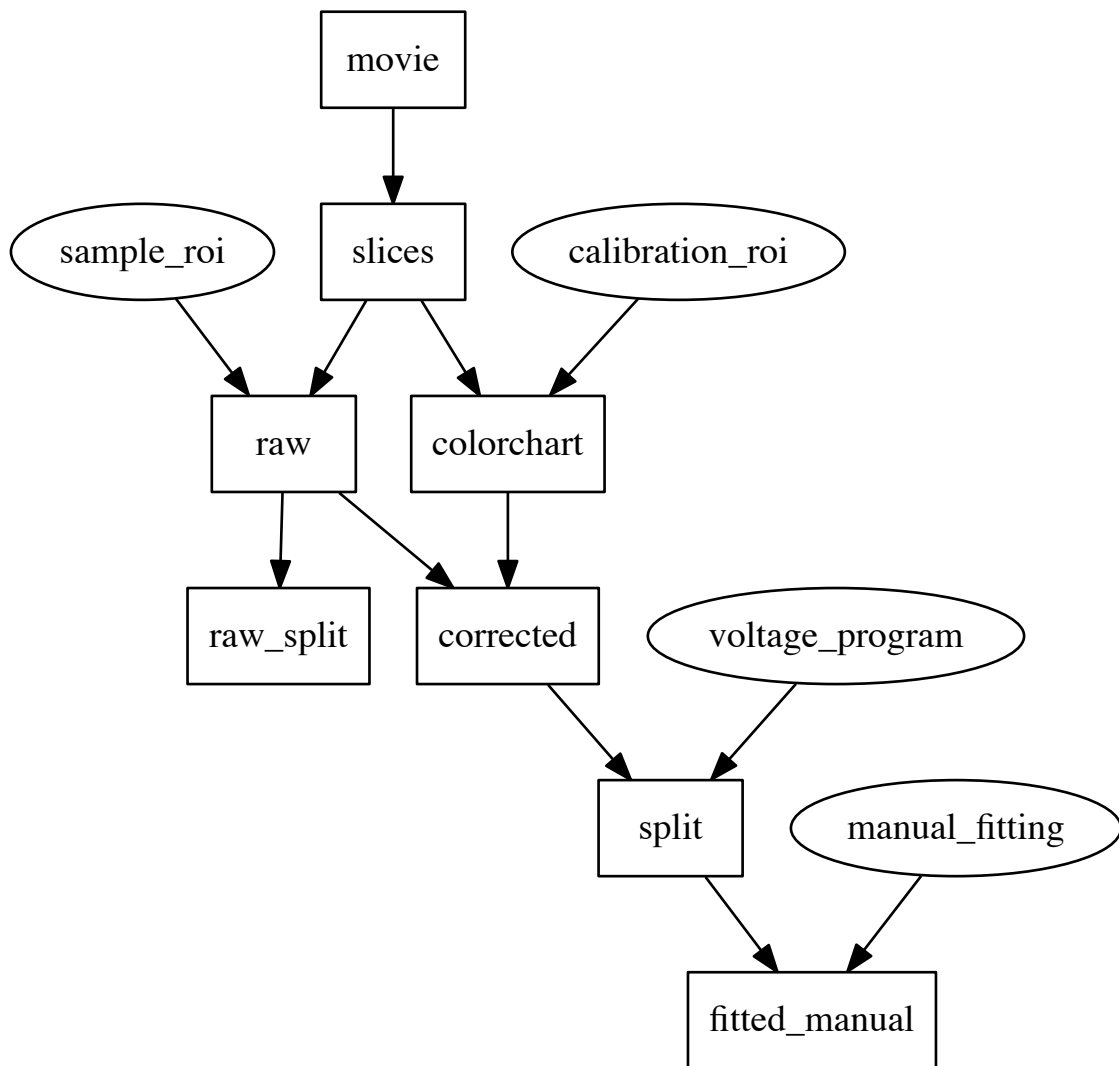 movie
sample_roi
slices
calibration_roi
raw
colorchart
raw_split
corrected
voltage_program
split
manual_fitting
fitted_manual